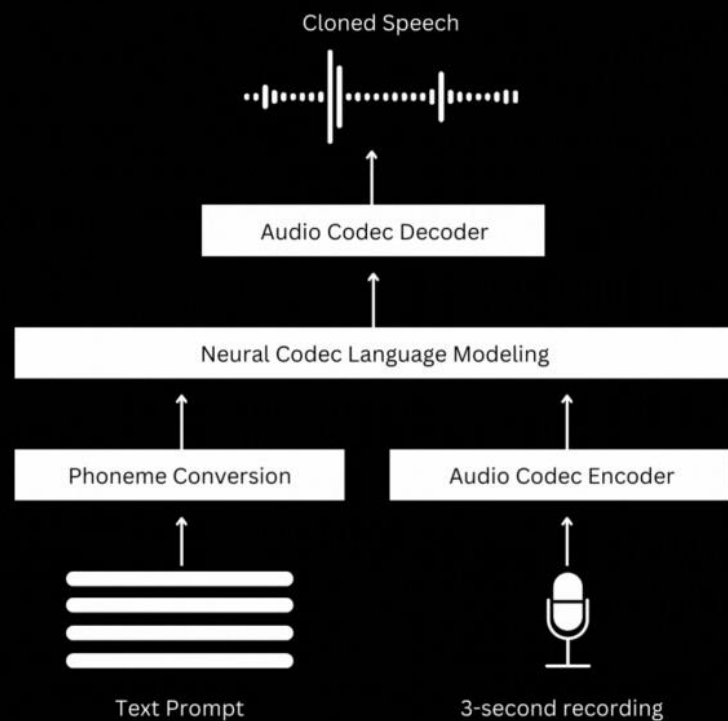 Cloned Speech
Audio Codec Decoder
Neural Codec Language Modeling
Phoneme Conversion
Audio Codec Encoder
Text Prompt
3-second recording